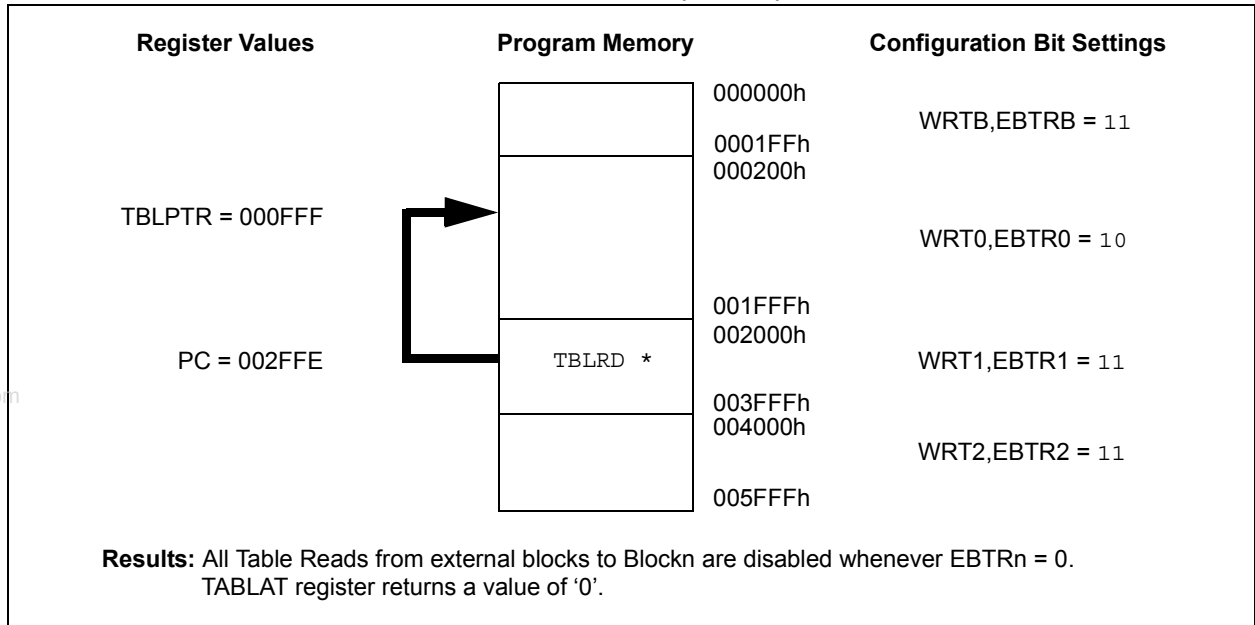 Register Values Program Memory Configuration Bit Settings
000000h
WRTB,EBTRB = 11
0001FFh
000200h
TBLPTR = 000FFF
WRT0,EBTR0 = 10
001FFFh
002000h
PC = 002FFE TBLRD * WRT1,EBTR1 = 11
003FFFh
004000h
WRT2,EBTR2 = 11
005FFFh
Results: All Table Reads from external blocks to Blockn are disabled whenever EBTRn = 0.
TABLAT register returns a value of ‘0’.